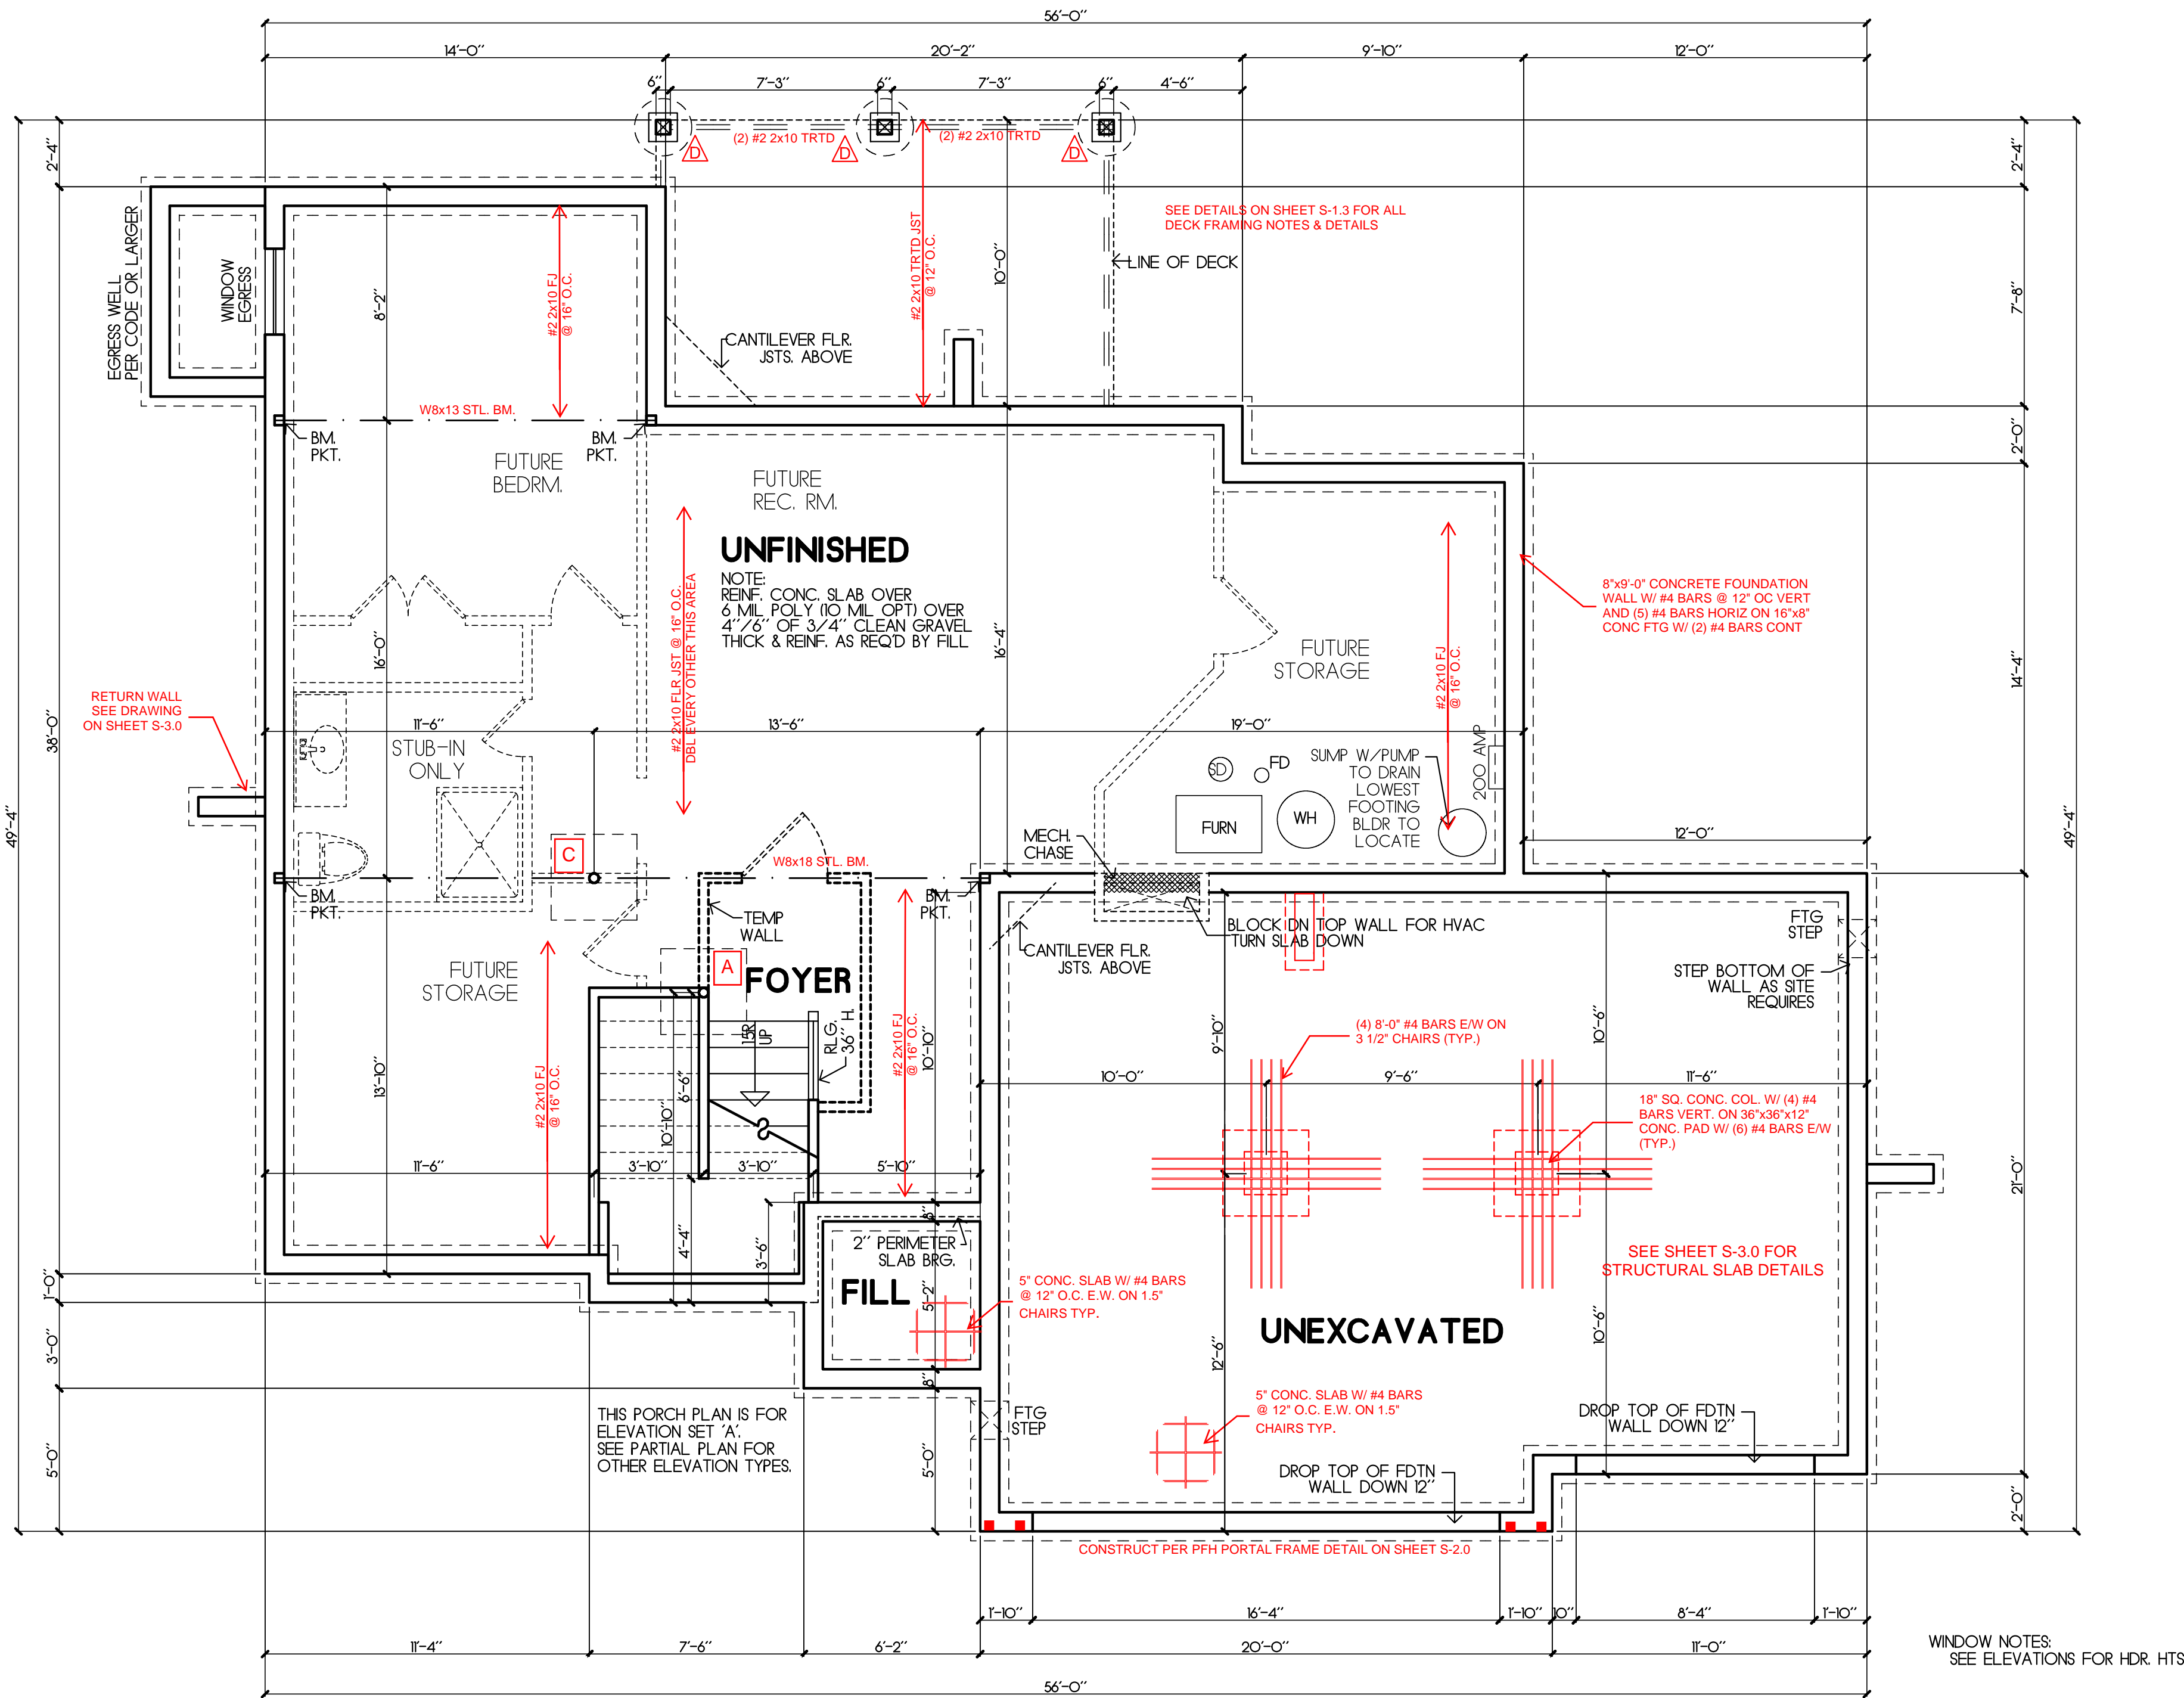 56'-0"
14'-0"
20'-2"
9'-10"
12'-0"
6"
7'-3"
6"
7'-3"
6"
4'-6"
(2) #2 2x10 TRTD
(2) #2 2x10 TRTD
D
D
D
2'-4"
2'-4"
EGRESS WELL
PER CODE OR LARGER
WINDOW
EGRESS
8'-2"
#2 2x10 FJ
@ 16" O.C.
#2 2x10 TRTD JST
@ 12" O.C.
10'-0"
SEE DETAILS ON SHEET S-1.3 FOR ALL
DECK FRAMING NOTES & DETAILS
LINE OF DECK
7'-8"
CANTILEVER FLR.
JSTS. ABOVE
W8x13 STL. BM.
BM.
PKT.
BM.
PKT.
2'-0"
FUTURE
BEDRM.
FUTURE
REC. RM.
UNFINISHED
NOTE:
REINF. CONC. SLAB OVER
6 MIL POLY (10 MIL OPT) OVER
4"/6" OF 3/4" CLEAN GRAVEL
THICK & REINF. AS REQ'D BY FILL
#2 2x10 FLR JST @ 16" O.C.
DBL EVERY OTHER THIS AREA
16'-0"
16'-4"
FUTURE
STORAGE
#2 2x10 FJ
@ 16" O.C.
8"x9'-0" CONCRETE FOUNDATION
WALL W/ #4 BARS @ 12" OC VERT
AND (5) #4 BARS HORIZ ON 16"x8"
CONC FTG W/ (2) #4 BARS CONT
14'-4"
RETURN WALL
SEE DRAWING
ON SHEET S-3.0
38'-0"
49'-4"
49'-4"
11'-6"
13'-6"
19'-0"
STUB-IN
ONLY
SD
FD
SUMP W/PUMP
TO DRAIN
LOWEST
FOOTING
BLDR TO
LOCATE
200 AMP
FURN
WH
12'-0"
MECH.
CHASE
C
W8x18 STL. BM.
BM.
PKT.
BM.
PKT.
TEMP
WALL
CANTILEVER FLR.
JSTS. ABOVE
BLOCK DN TOP WALL FOR HVAC
TURN SLAB DOWN
FTG
STEP
STEP BOTTOM OF
WALL AS SITE
REQUIRES
FUTURE
STORAGE
A
FOYER
15R
UP
RLG.
36" H.
#2 2x10 FJ
@ 16" O.C.
10'-10"
#2 2x10 FJ
@ 16" O.C.
13'-10"
10'-10"
6'-6"
9'-10"
10'-6"
(4) 8'-0" #4 BARS E/W ON
3 1/2" CHAIRS (TYP.)
10'-0"
9'-6"
11'-6"
18" SQ. CONC. COL. W/ (4) #4
BARS VERT. ON 36"x36"x12"
CONC. PAD W/ (6) #4 BARS E/W
(TYP.)
21'-0"
11'-6"
3'-10"
3'-10"
5'-10"
8"
4'-4"
3'-6"
2" PERIMETER
SLAB BRG.
FILL
5'-2"
8"
5" CONC. SLAB W/ #4 BARS
@ 12" O.C. E.W. ON 1.5"
CHAIRS TYP.
SEE SHEET S-3.0 FOR
STRUCTURAL SLAB DETAILS
UNEXCAVATED
12'-6"
10'-6"
1'-0"
3'-0"
5'-0"
5'-0"
THIS PORCH PLAN IS FOR
ELEVATION SET 'A'.
SEE PARTIAL PLAN FOR
OTHER ELEVATION TYPES.
FTG
STEP
5" CONC. SLAB W/ #4 BARS
@ 12" O.C. E.W. ON 1.5"
CHAIRS TYP.
DROP TOP OF FDTN
WALL DOWN 12"
DROP TOP OF FDTN
WALL DOWN 12"
2'-0"
CONSTRUCT PER PFH PORTAL FRAME DETAIL ON SHEET S-2.0
1'-10"
16'-4"
1'-10"
10"
8'-4"
1'-10"
11'-4"
7'-6"
6'-2"
20'-0"
11'-0"
WINDOW NOTES:
SEE ELEVATIONS FOR HDR. HTS
56'-0"